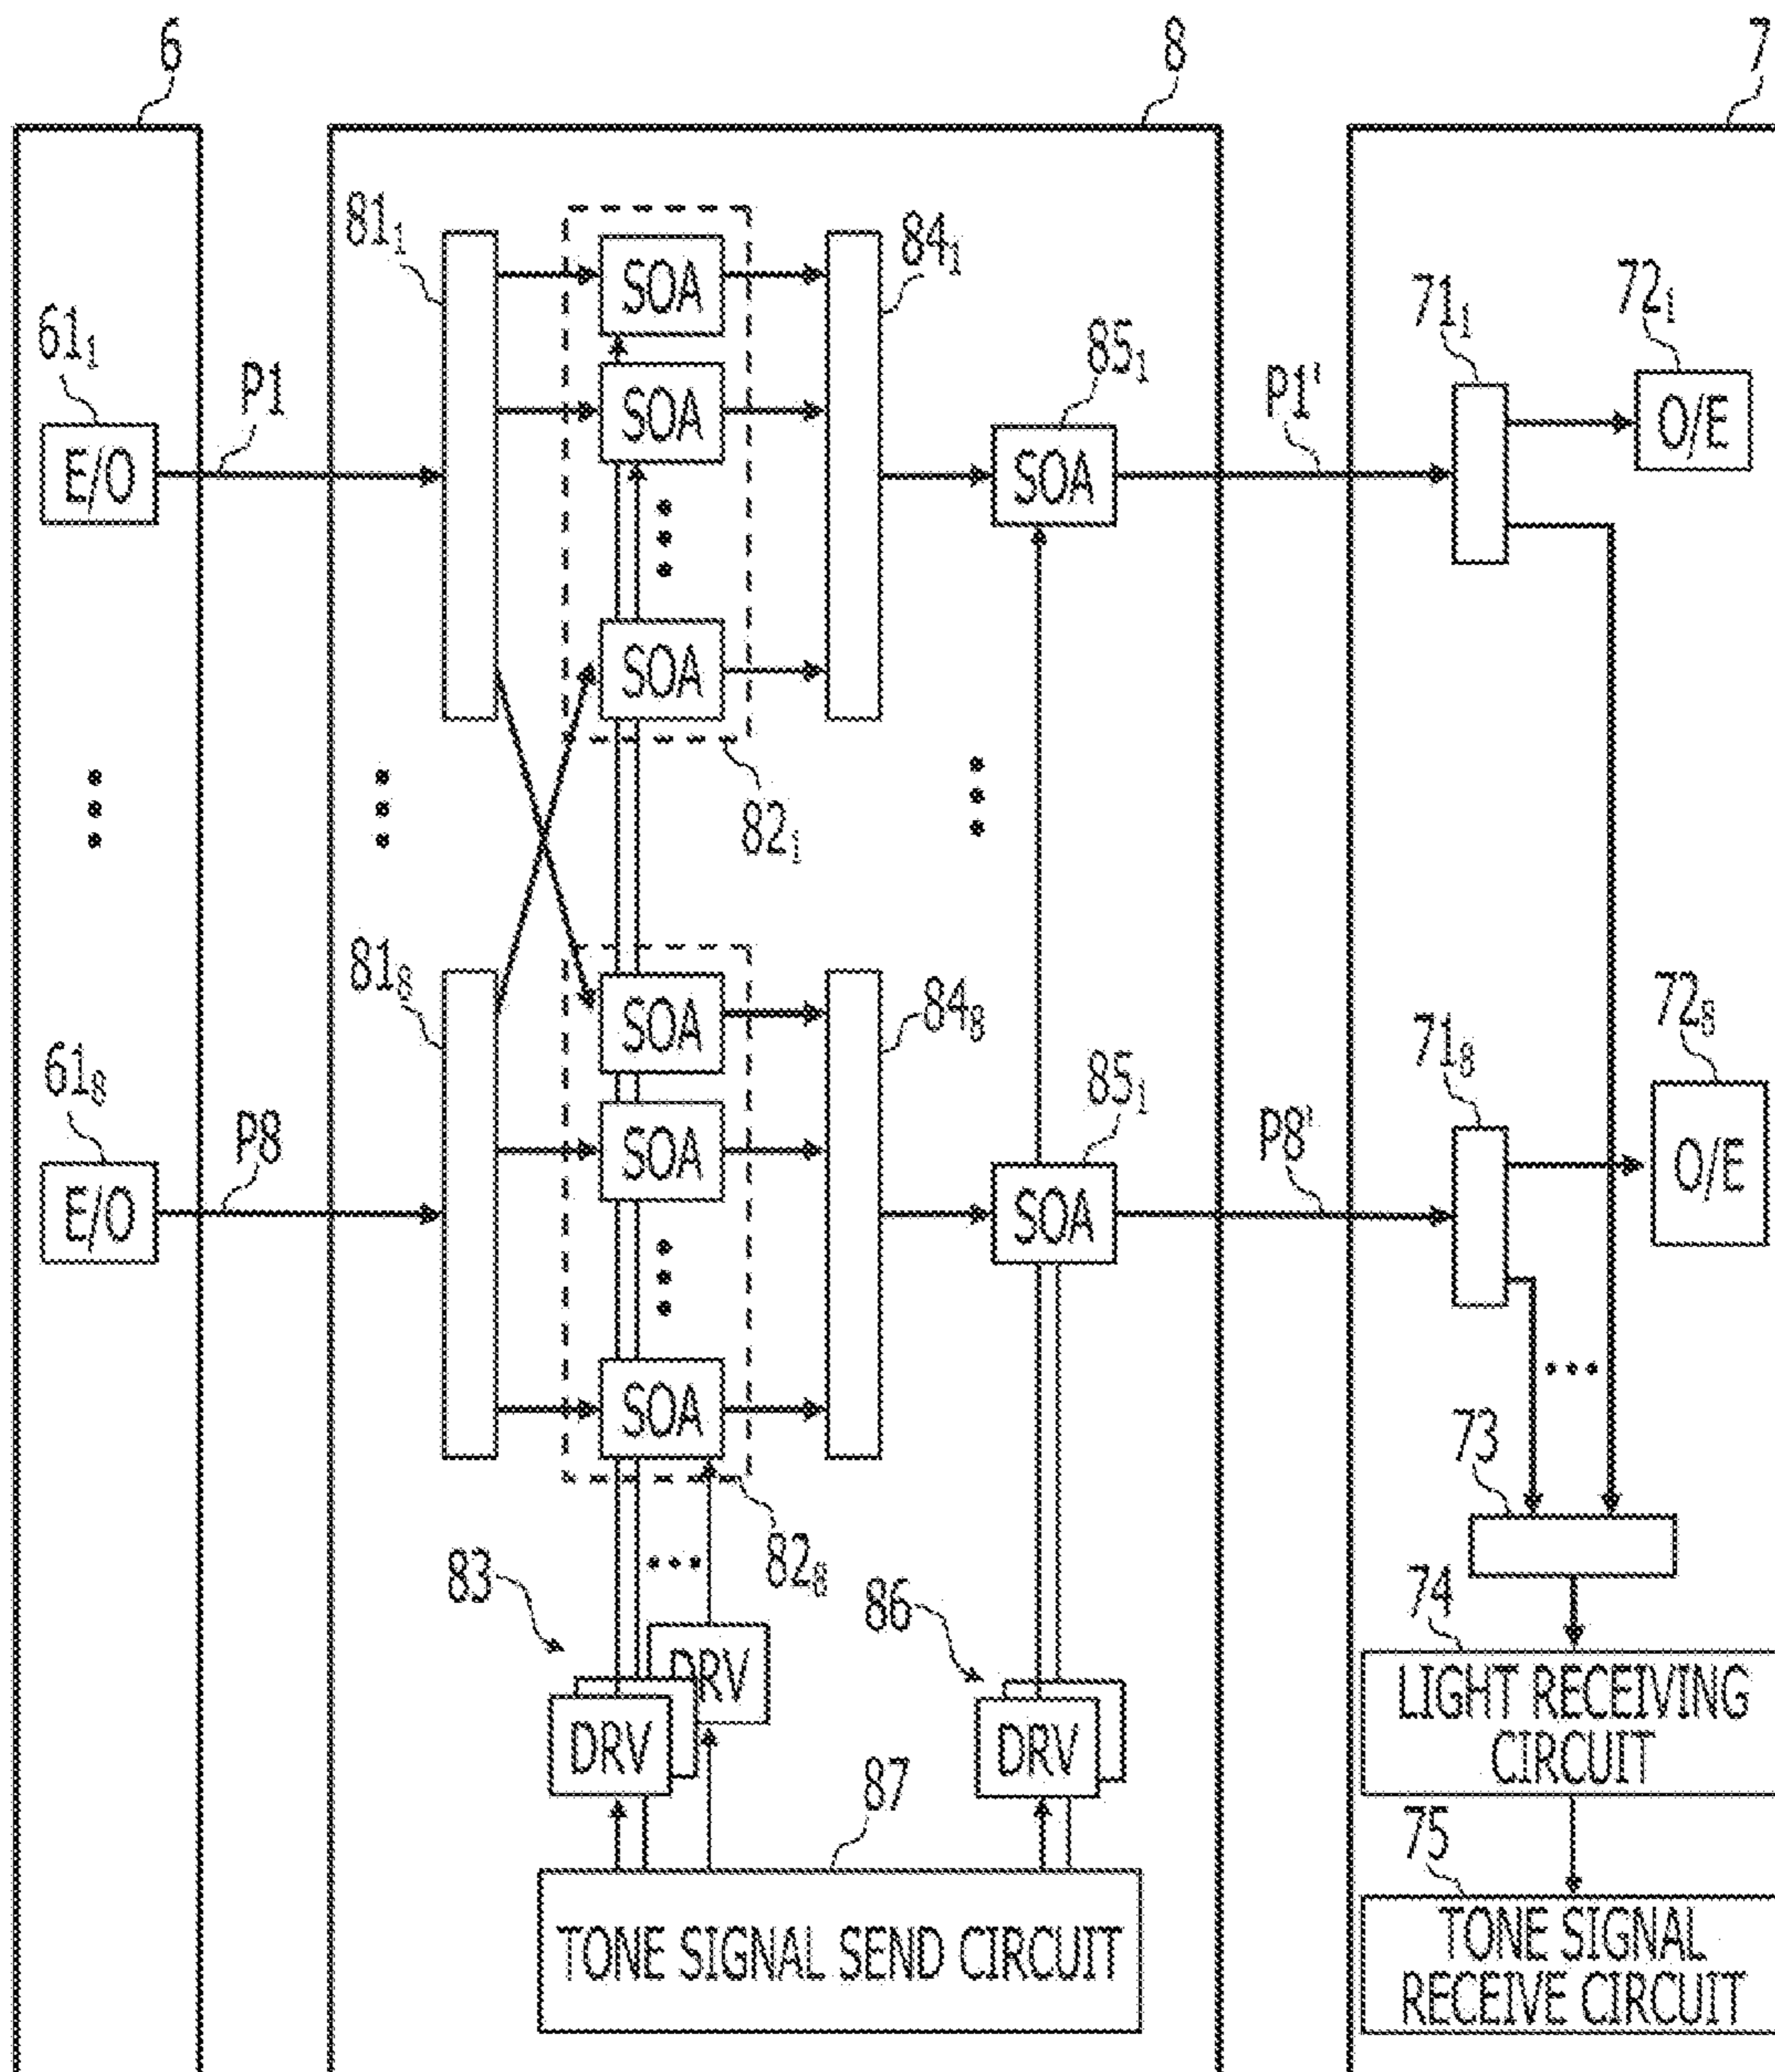 6
8
7
81₁
84₁
SOA
61₁
P1
SOA
85₁
P1'
71₁
72₁
E/O
SOA
O/E
SOA
82₁
81₈
84₈
SOA
61₈
P8
SOA
85₁
P8'
71₈
72₈
E/O
SOA
O/E
SOA
82₈
83
86
73
DRV
DRV
DRV
74
LIGHT RECEIVING
CIRCUIT
87
75
TONE SIGNAL SEND CIRCUIT
TONE SIGNAL
RECEIVE CIRCUIT